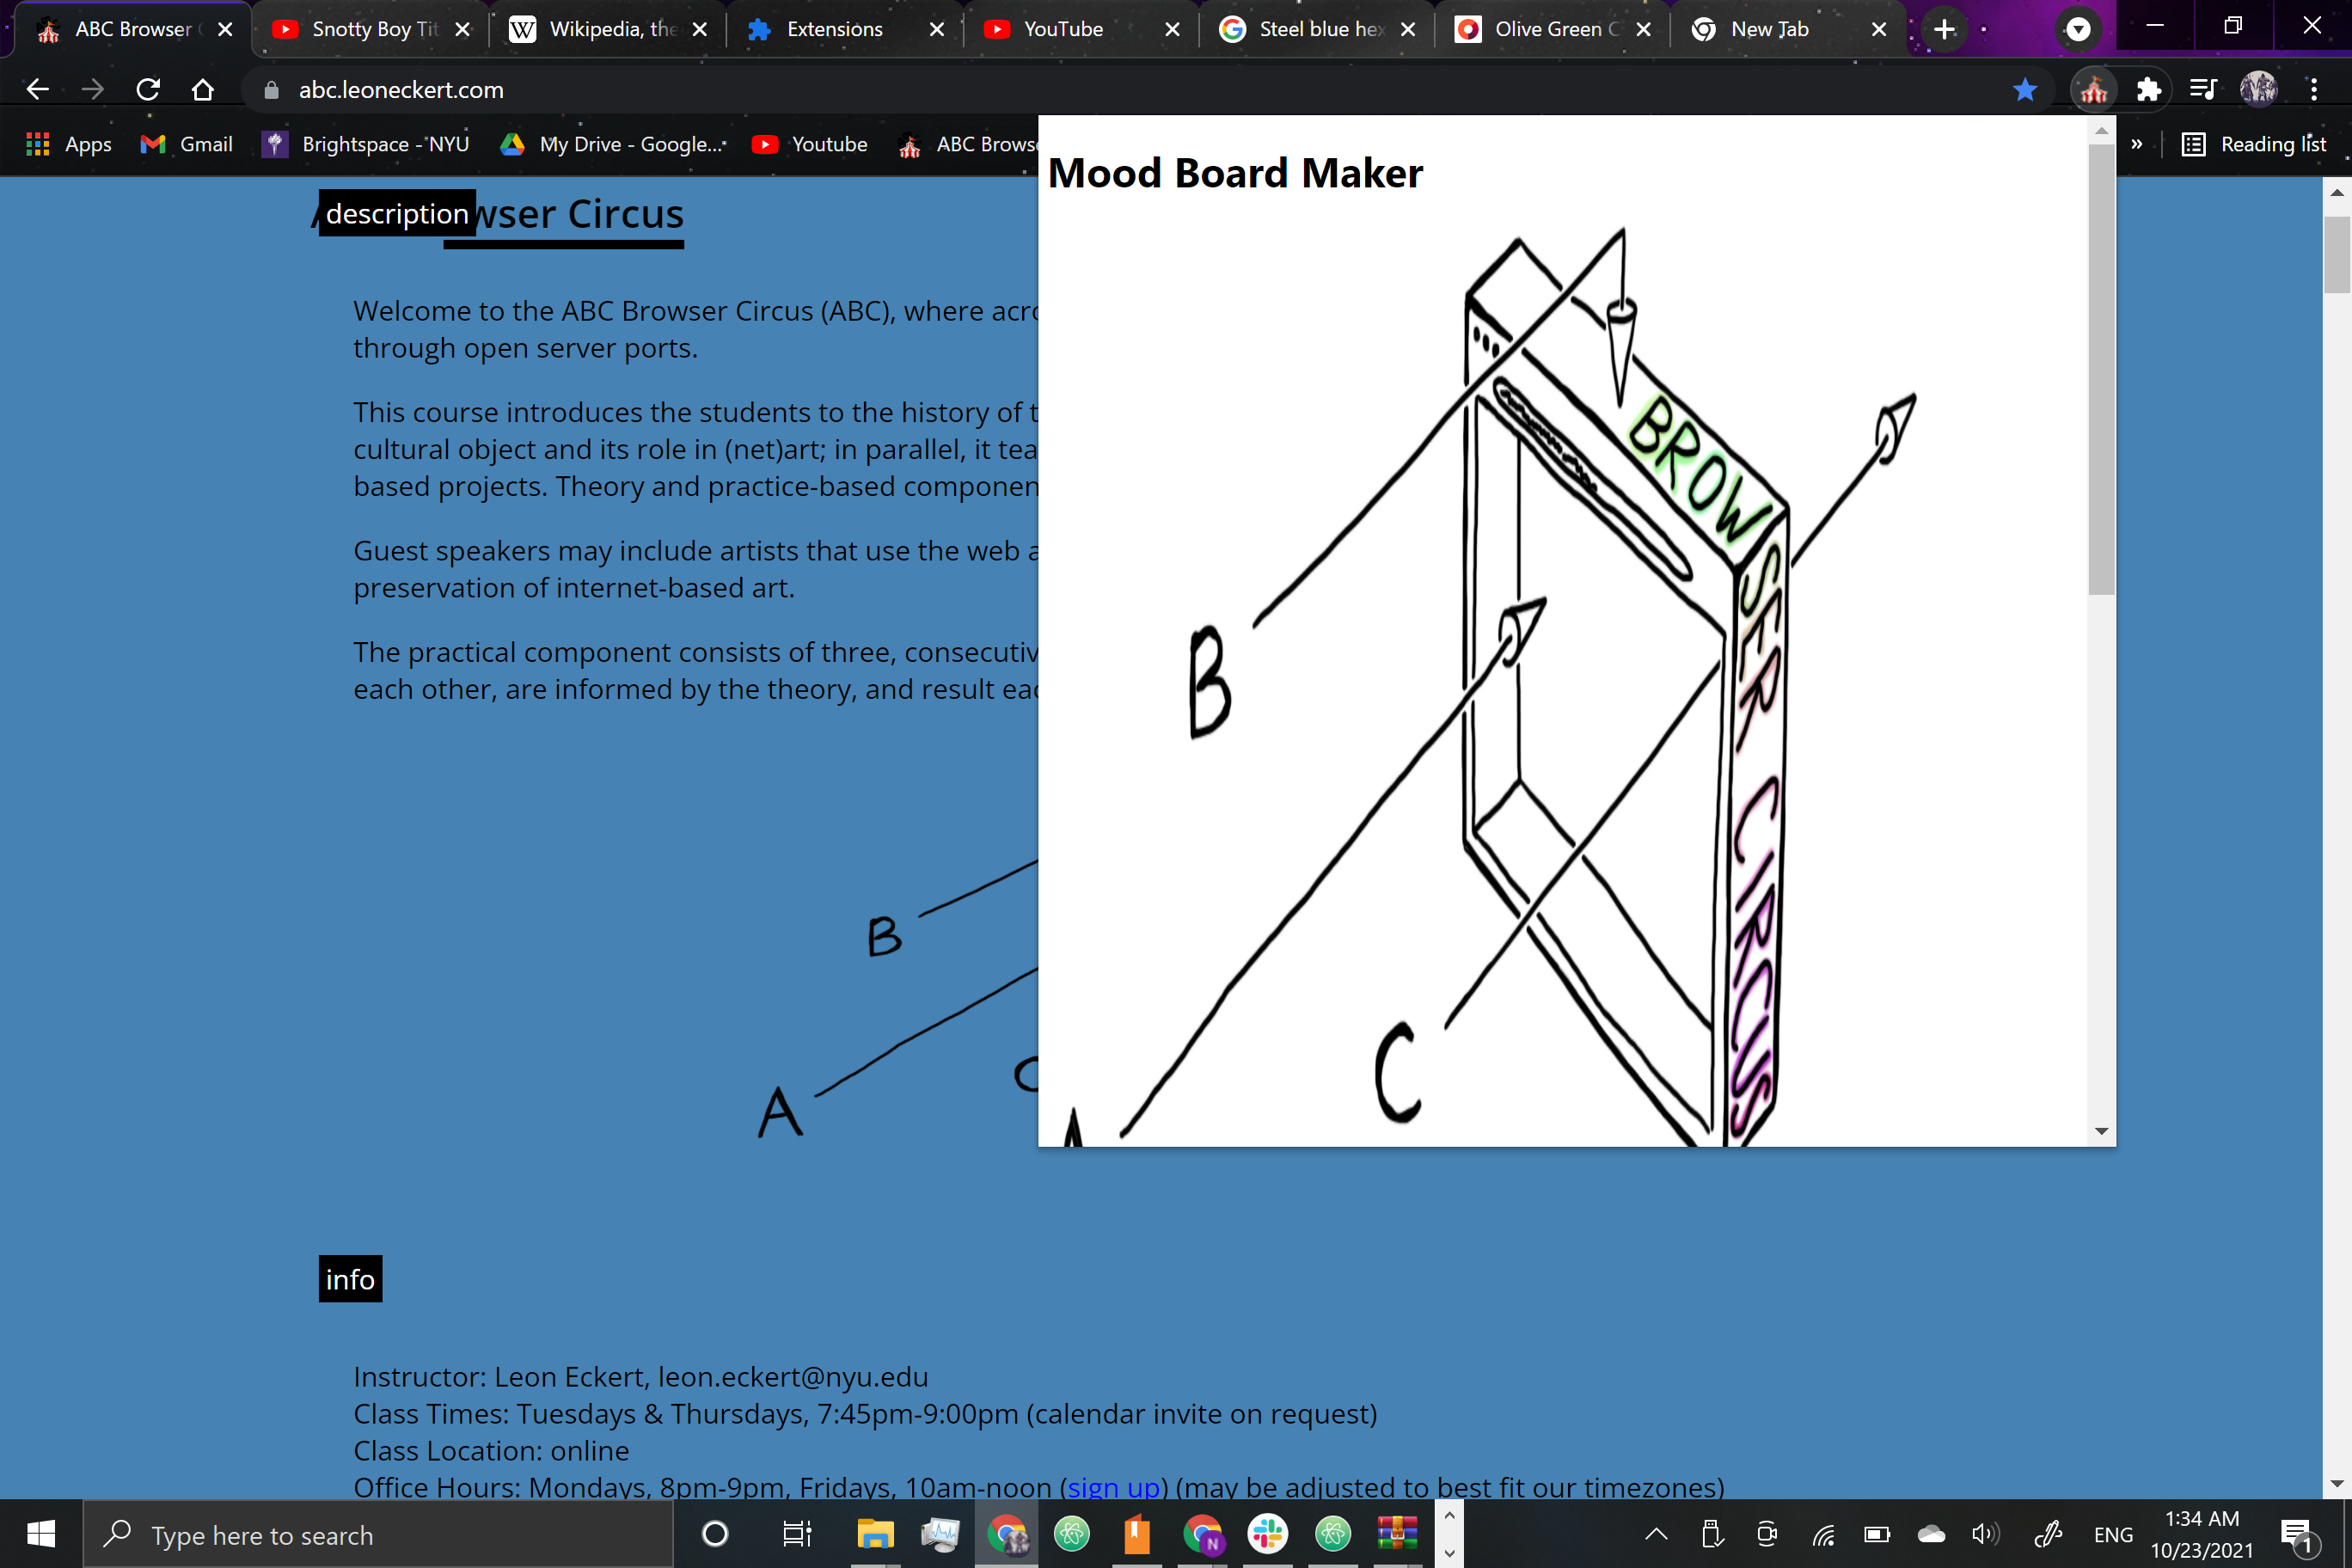 ABC Browser
Snotty Boy Tit
Wikipedia, the
Extensions
YouTube
Steel blue hex
Olive Green C
New Tab
abc.leoneckert.com
Apps
Gmail
Brightspace - NYU
My Drive - Google...
Youtube
ABC Browse
»
Reading list
description
wser Circus
Welcome to the ABC Browser Circus (ABC), where acro
through open server ports.
This course introduces the students to the history of t
cultural object and its role in (net)art; in parallel, it tea
based projects. Theory and practice-based componen
Guest speakers may include artists that use the web a
preservation of internet-based art.
The practical component consists of three, consecutiv
each other, are informed by the theory, and result eac
B
A
C
Mood Board Maker
BROWSER CIRCUS
B
C
A
info
Instructor: Leon Eckert, leon.eckert@nyu.edu
Class Times: Tuesdays & Thursdays, 7:45pm-9:00pm (calendar invite on request)
Class Location: online
Office Hours: Mondays, 8pm-9pm, Fridays, 10am-noon (sign up) (may be adjusted to best fit our timezones)
Type here to search
N
ENG
1:34 AM
10/23/2021
1